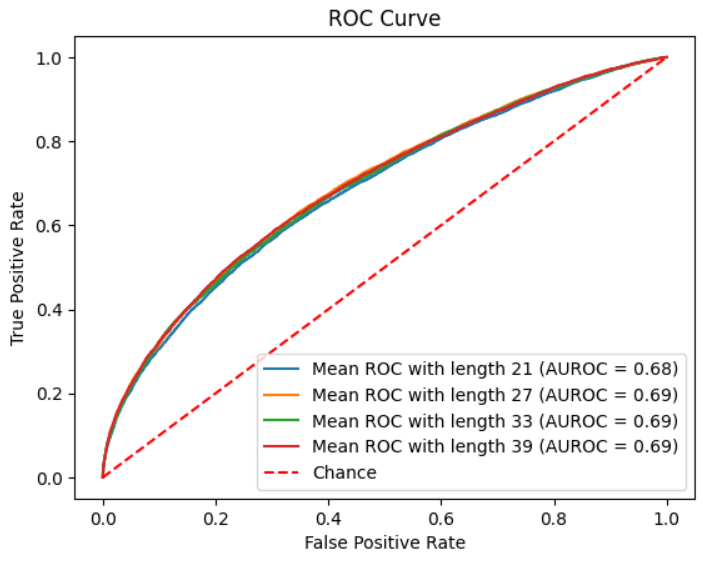 ROC Curve
True Positive Rate
1.0
0.8
0.6
0.4
0.2
0.0
Mean ROC with length 21 (AUROC = 0.68)
Mean ROC with length 27 (AUROC = 0.69)
Mean ROC with length 33 (AUROC = 0.69)
Mean ROC with length 39 (AUROC = 0.69)
Chance
0.0 0.2 0.4 0.6 0.8 1.0
False Positive Rate